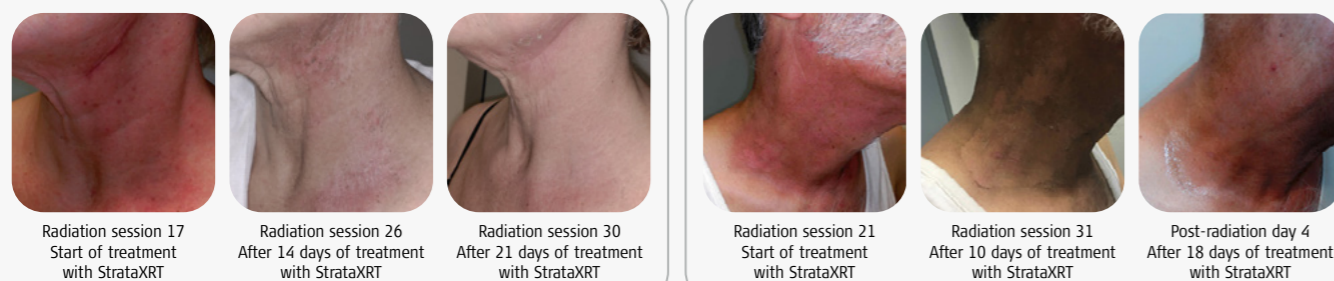 Radiation session 17
Start of treatment
with StrataXRT
Radiation session 26
After 14 days of treatment
with StrataXRT
Radiation session 30
After 21 days of treatment
with StrataXRT
Radiation session 21
Start of treatment
with StrataXRT
Radiation session 31
After 10 days of treatment
with StrataXRT
Post-radiation day 4
After 18 days of treatment
with StrataXRT